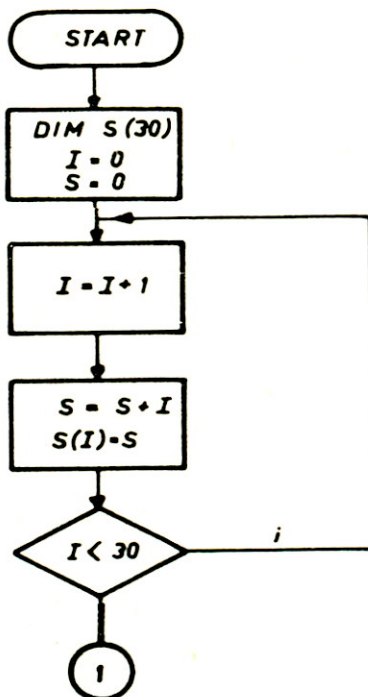 START
DIM S(30)
I = 0
S = 0
I = I + 1
S = S + I
S(I)=S
I < 30
i
1